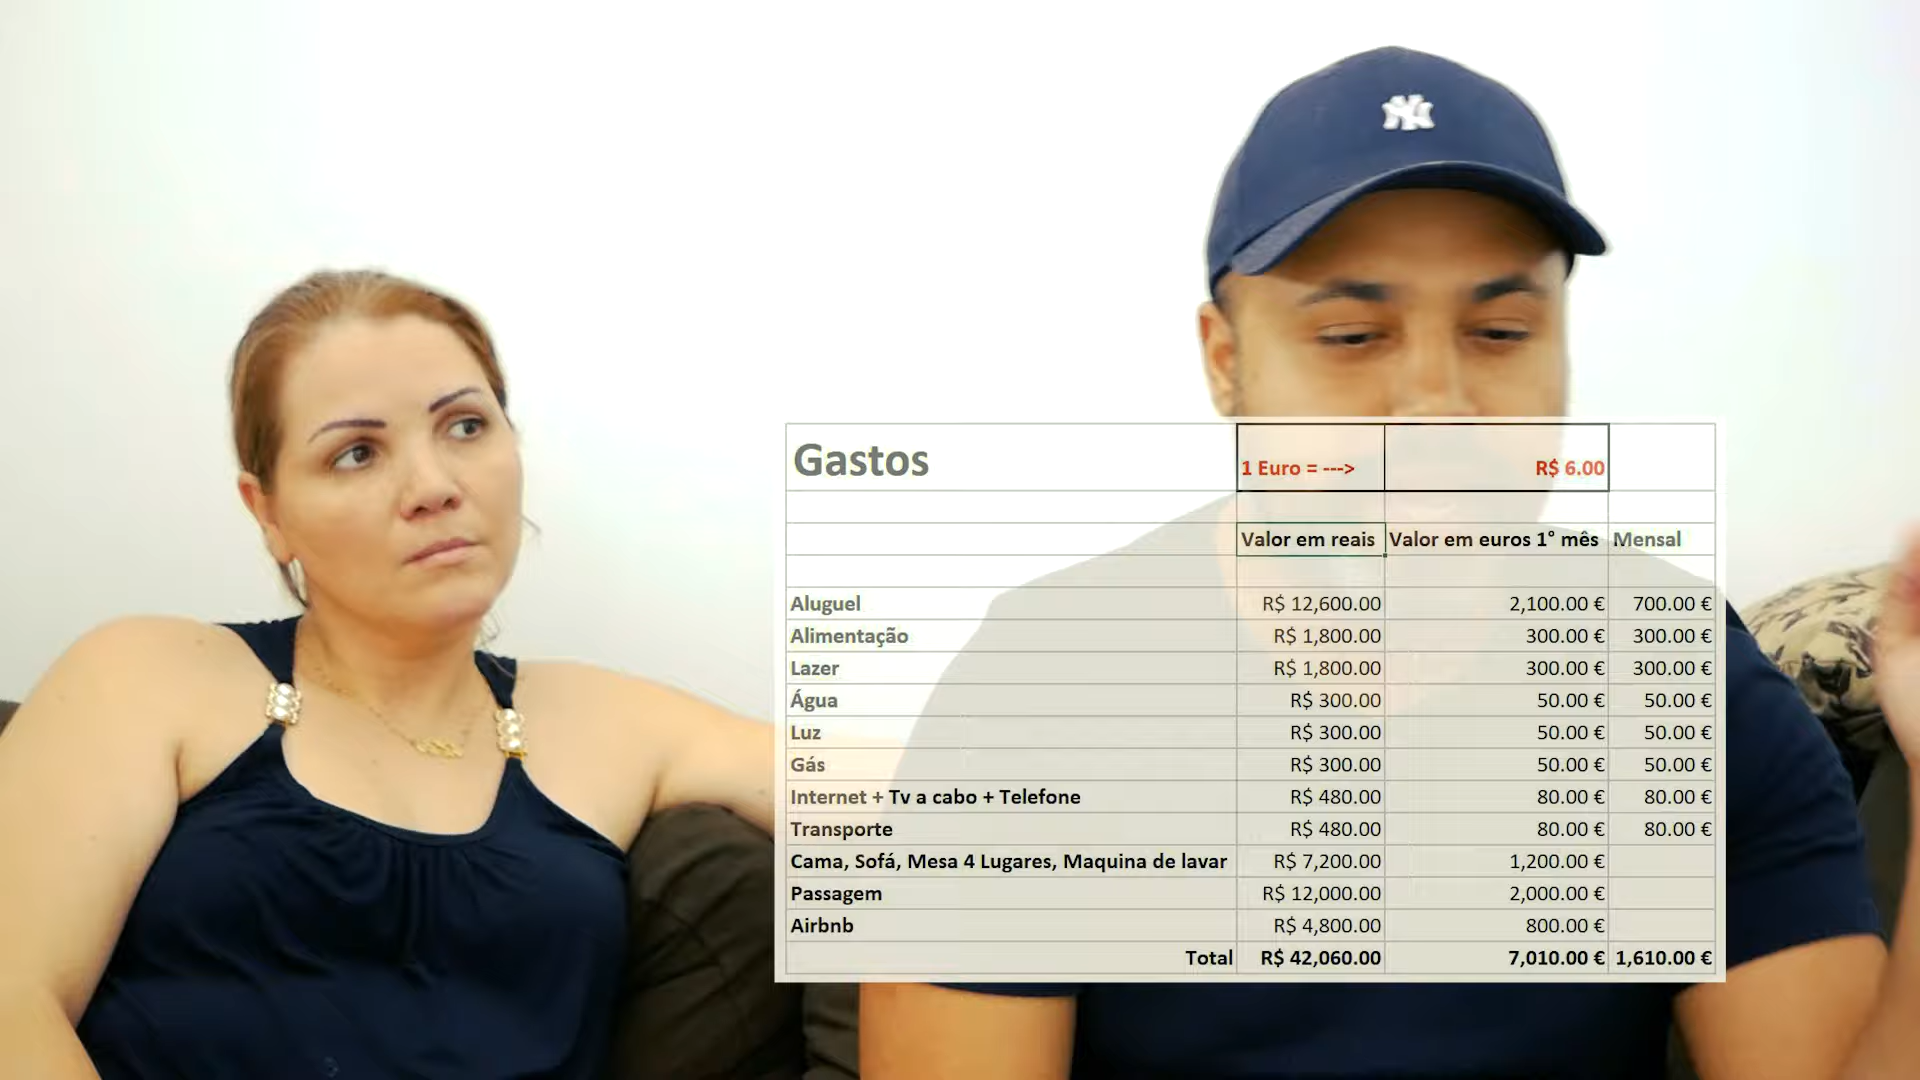 NY
Gastos 1 Euro = ---> R$ 6.00
Valor em reais Valor em euros 1° mês Mensal
Aluguel R$ 12,600.00 2,100.00 € 700.00 €
Alimentação R$ 1,800.00 300.00 € 300.00 €
Lazer R$ 1,800.00 300.00 € 300.00 €
Água R$ 300.00 50.00 € 50.00 €
Luz R$ 300.00 50.00 € 50.00 €
Gás R$ 300.00 50.00 € 50.00 €
Internet + Tv a cabo + Telefone R$ 480.00 80.00 € 80.00 €
Transporte R$ 480.00 80.00 € 80.00 €
Cama, Sofá, Mesa 4 Lugares, Maquina de lavar R$ 7,200.00 1,200.00 €
Passagem R$ 12,000.00 2,000.00 €
Airbnb R$ 4,800.00 800.00 €
Total R$ 42,060.00 7,010.00 € 1,610.00 €